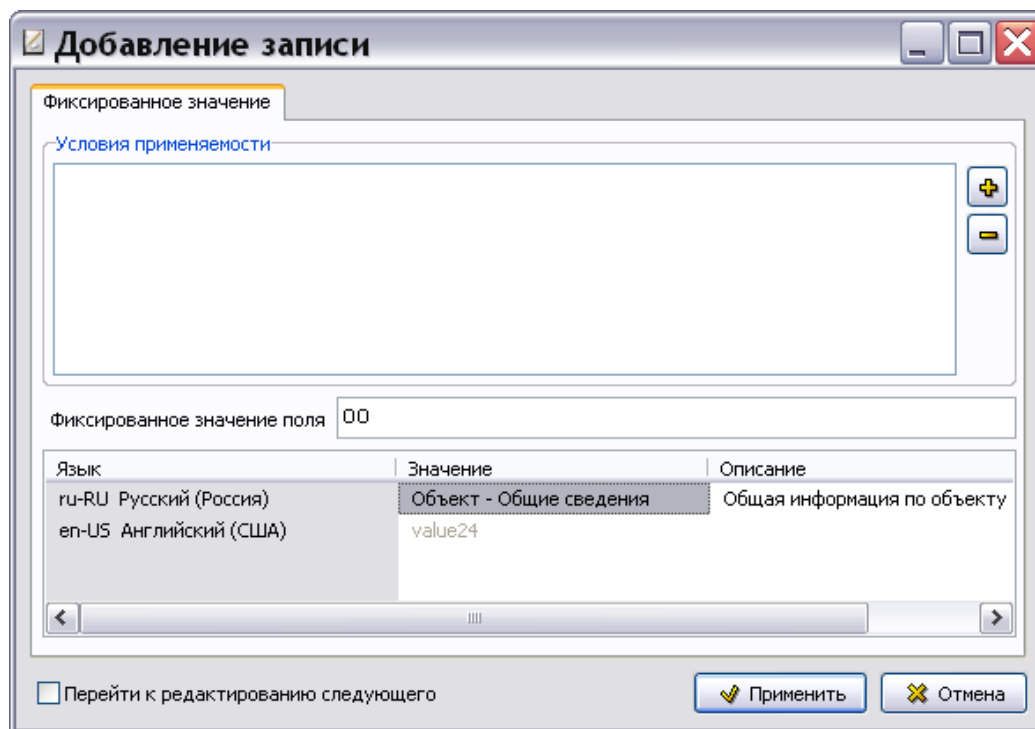 Добавление записи
Фиксированное значение
Условия применяемости
Фиксированное значение поля ОО
Язык Значение Описание
ru-RU Русский (Россия) Объект - Общие сведения Общая информация по объекту
en-US Английский (США) value24
Перейти к редактированию следующего Применить Отмена